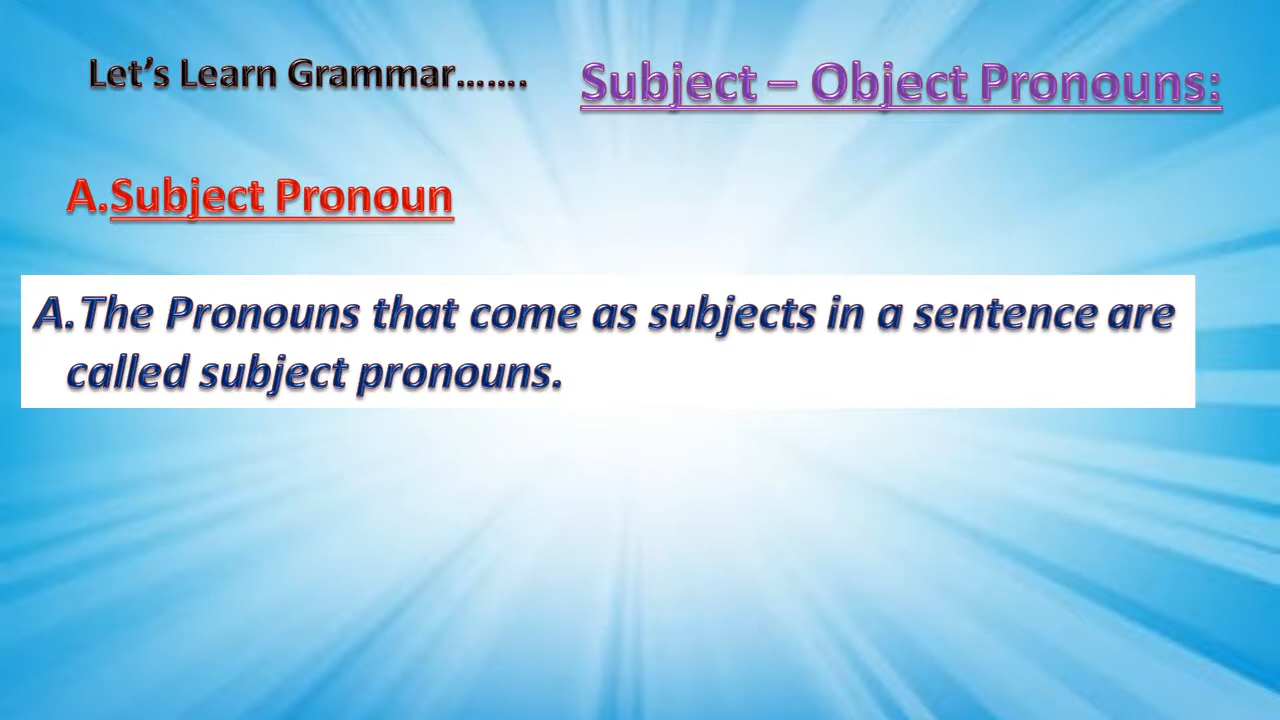 Let’s Learn Grammar.......
Subject – Object Pronouns:
A.Subject Pronoun
A.The Pronouns that come as subjects in a sentence are
called subject pronouns.